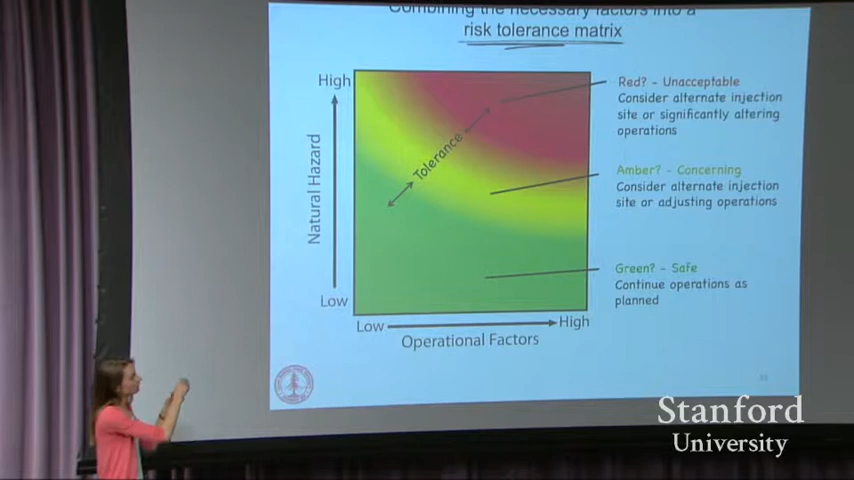 Combining the necessary factors into a
risk tolerance matrix
High
Natural Hazard
Low
Tolerance
Low
High
Operational Factors
Red? - Unacceptable
Consider alternate injection
site or significantly altering
operations
Amber? - Concerning
Consider alternate injection
site or adjusting operations
Green? - Safe
Continue operations as
planned
Stanford
University